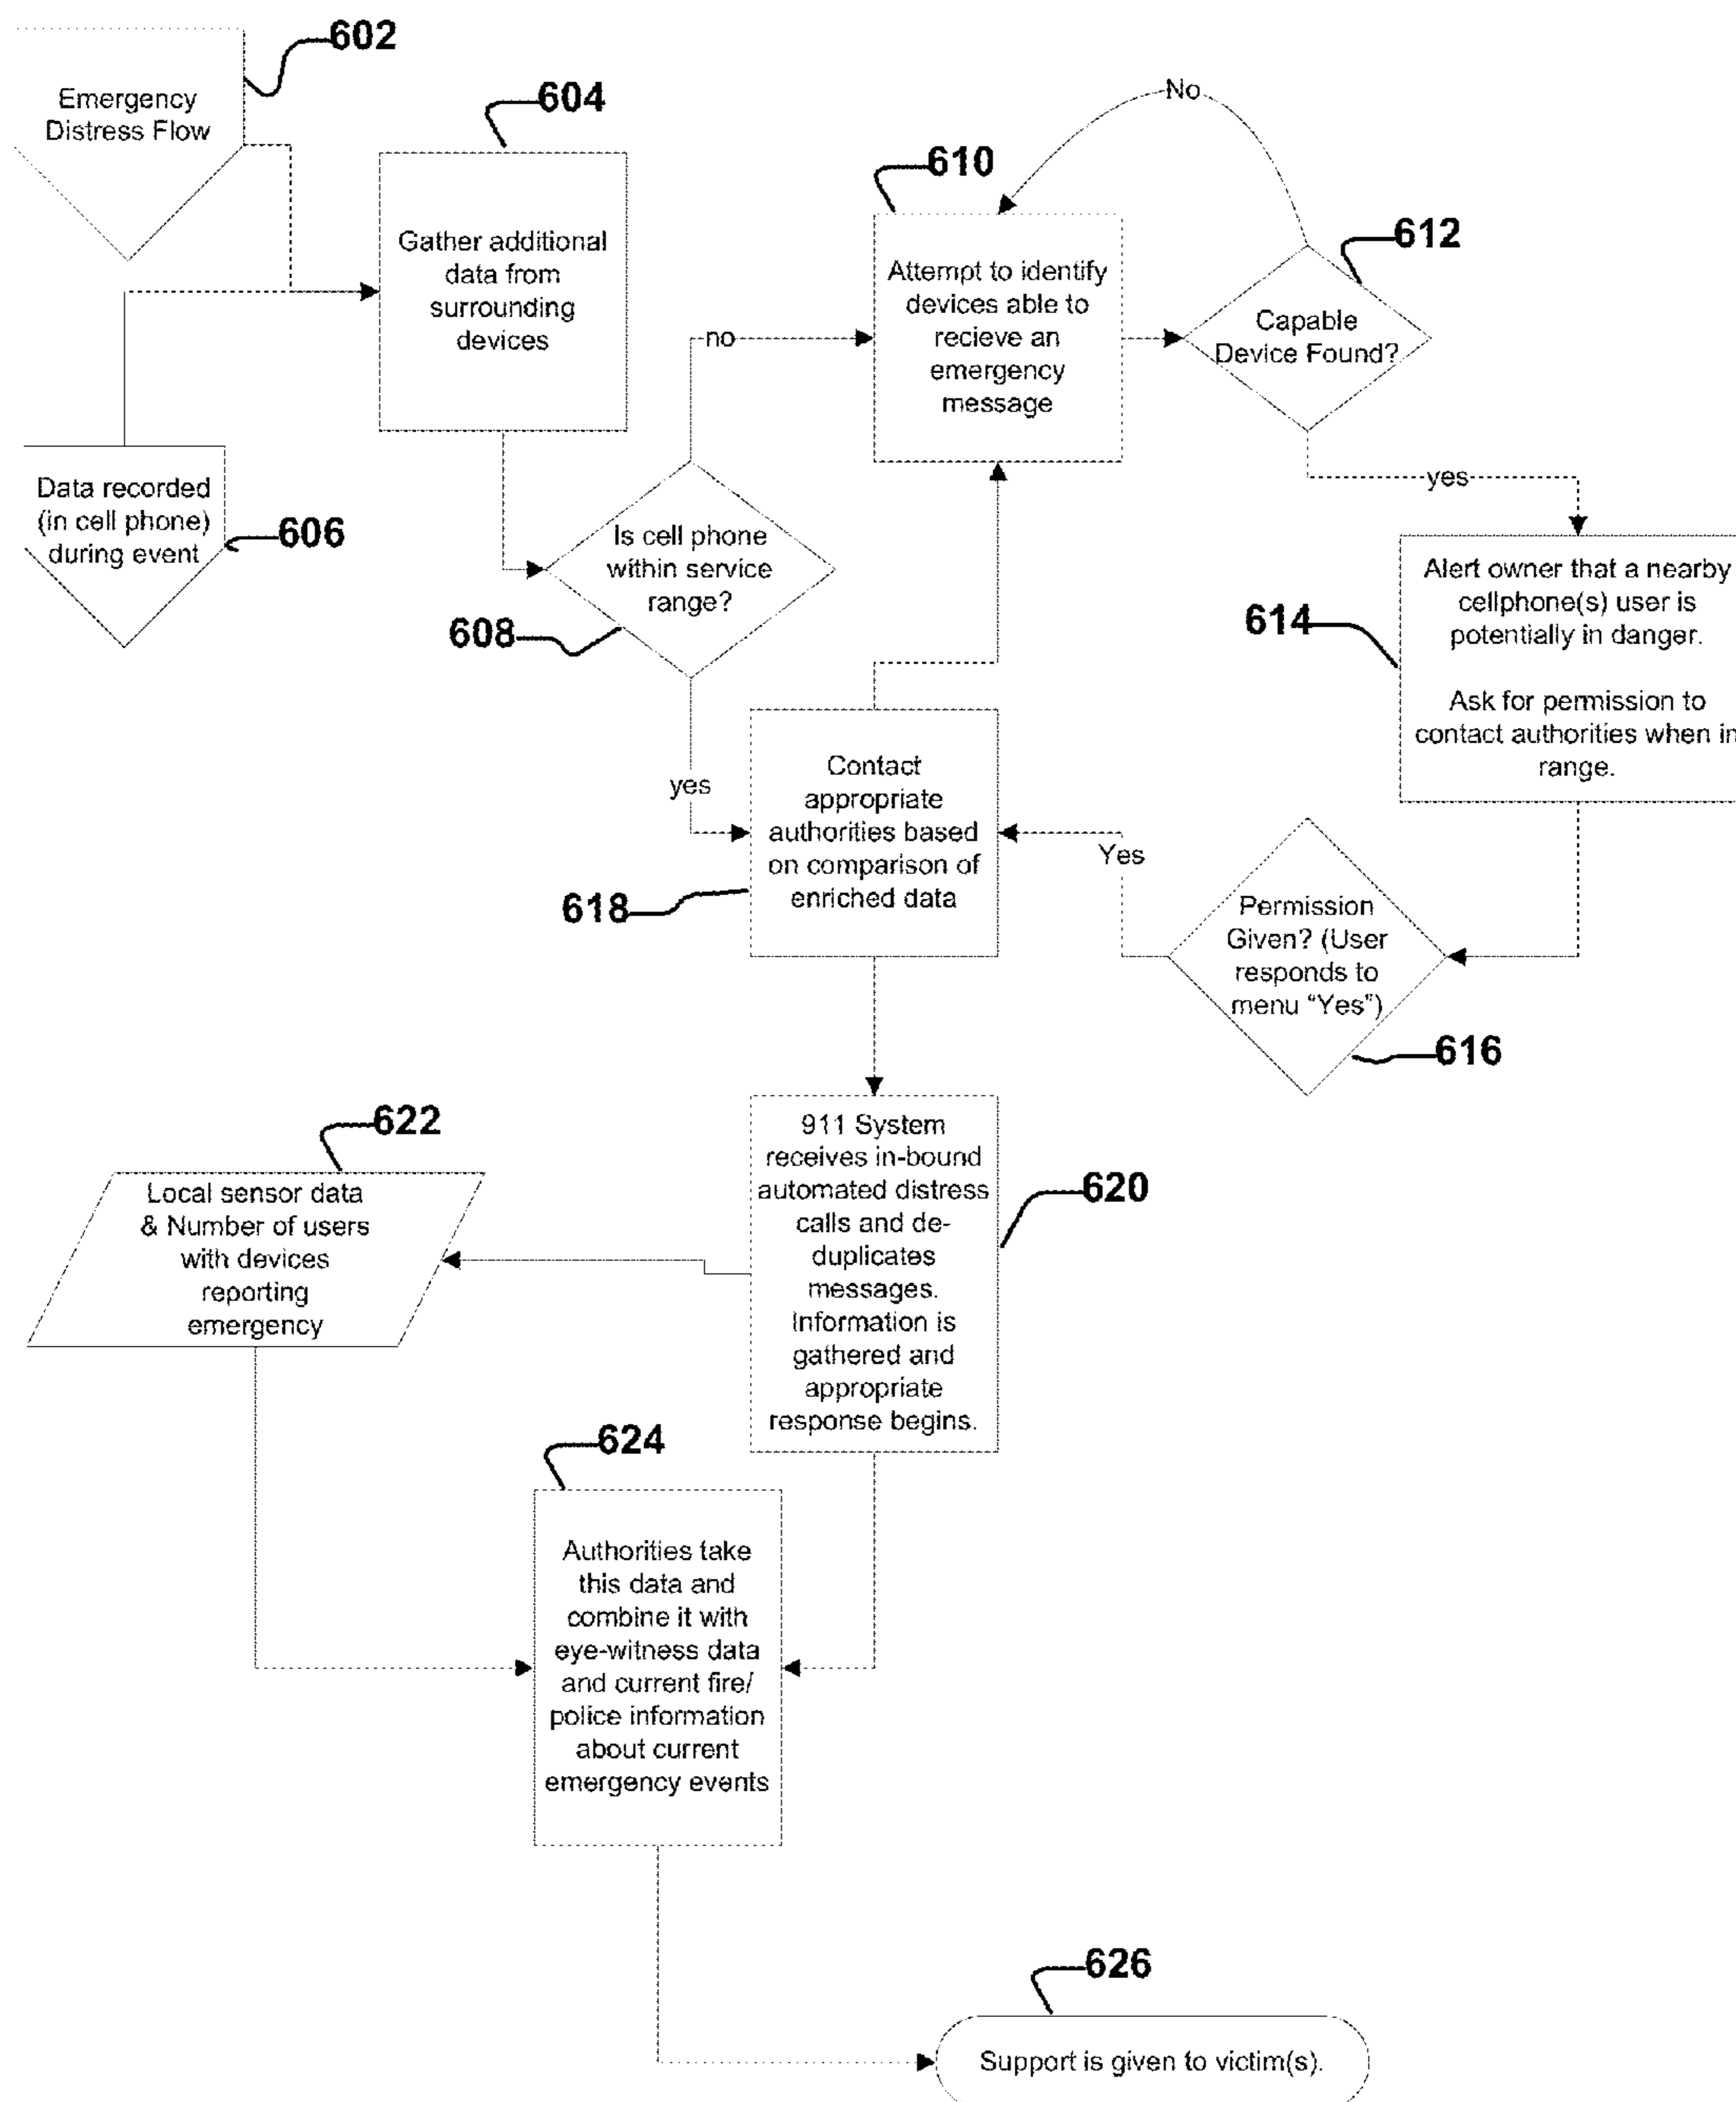 602
Emergency
Distress Flow
604
Gather additional
data from
surrounding
devices
Data recorded
(in cell phone)
during event
606
Is cell phone
within service
range?
608
no
yes
610
Attempt to identify
devices able to
recieve an
emergency
message
No
612
Capable
Device Found?
yes
614
Alert owner that a nearby
cellphone(s) user is
potentially in danger.
Ask for permission to
contact authorities when in
range.
Permission
Given? (User
responds to
menu “Yes”)
616
Yes
Contact
appropriate
authorities based
on comparison of
enriched data
618
911 System
receives in-bound
automated distress
calls and de-
duplicates
messages.
Information is
gathered and
appropriate
response begins.
620
622
Local sensor data
& Number of users
with devices
reporting
emergency
624
Authorities take
this data and
combine it with
eye-witness data
and current fire/
police information
about current
emergency events
626
Support is given to victim(s).